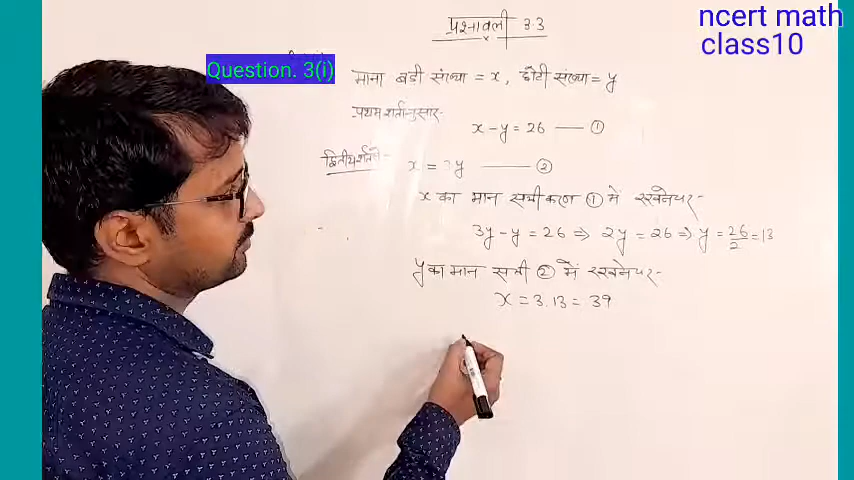 ncert math
class10
प्रश्नावली 3.3
Question. 3(i)
माना बड़ी संख्या = x, छोटी संख्या = y
प्रथम शर्तानुसार-
x - y = 26 —— ①
द्वितीय शर्त से-
x = 3y —— ②
x का मान समीकरण ① में रखने पर-
3y - y = 26 ⇒ 2y = 26 ⇒ y = 26/2 = 13
y का मान समी ② में रखने पर-
x = 3.13 = 39